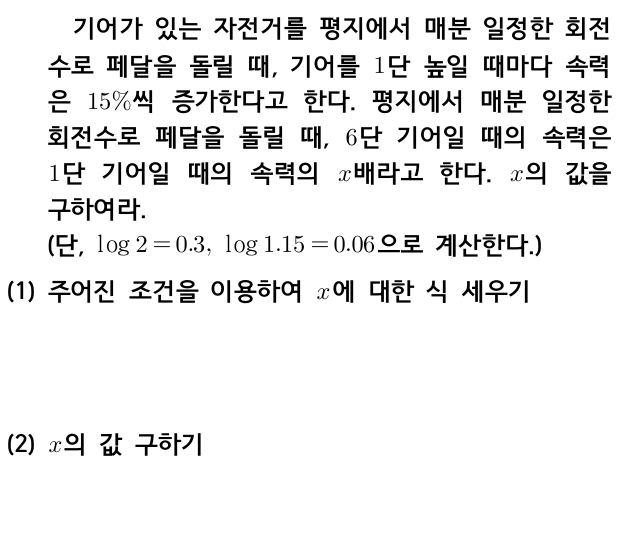 기어가 있는 자전거를 평지에서 매분 일정한 회전
수로 페달을 돌릴 때, 기어를 1단 높일 때마다 속력
은 15%씩 증가한다고 한다. 평지에서 매분 일정한
회전수로 페달을 돌릴 때, 6단 기어일 때의 속력은
1단 기어일 때의 속력의 x배라고 한다. x의 값을
구하여라.
(단, log 2 = 0.3, log 1.15 = 0.06으로 계산한다.)
(1) 주어진 조건을 이용하여 x에 대한 식 세우기
(2) x의 값 구하기